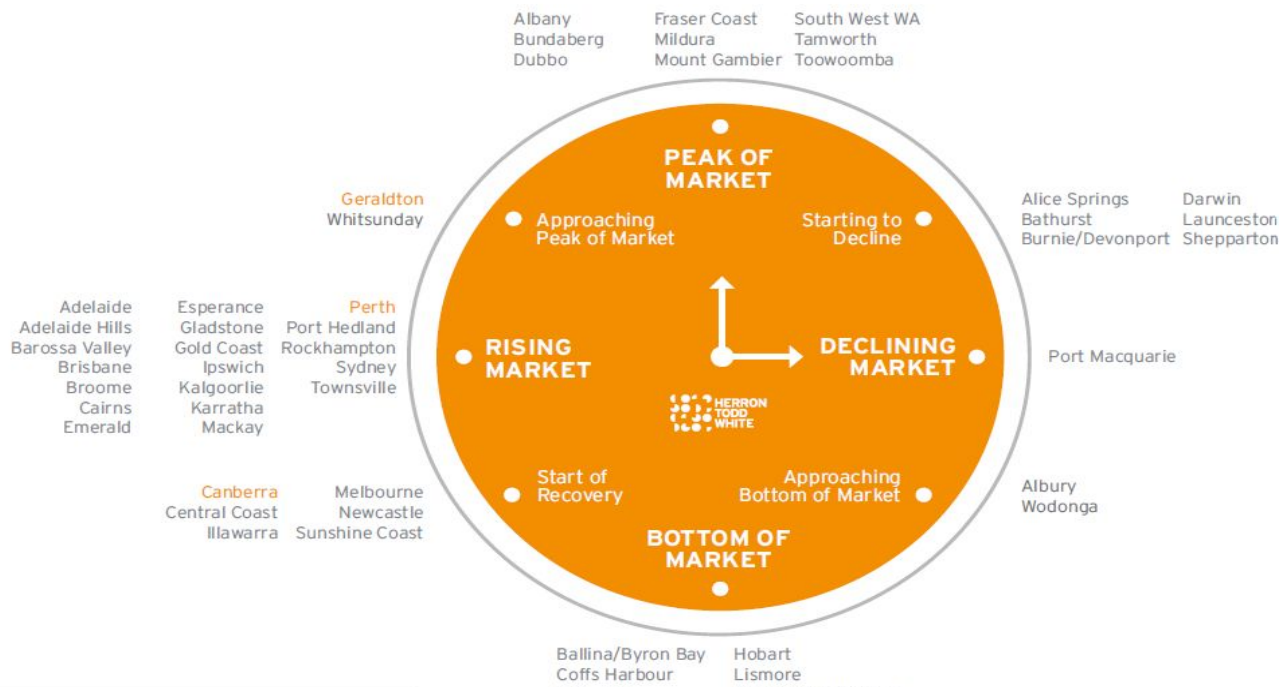 Albany Fraser Coast South West WA
Bundaberg Mildura Tamworth
Dubbo Mount Gambier Toowoomba
PEAK OF
MARKET
Geraldton
Whitsunday
Approaching
Peak of Market
Starting to
Decline
Alice Springs Darwin
Bathurst Launceston
Burnie/Devonport Shepparton
Adelaide Esperance Perth
Adelaide Hills Gladstone Port Hedland
Barossa Valley Gold Coast Rockhampton
Brisbane Ipswich Sydney
Broome Kalgoorlie Townsville
Cairns Karratha
Emerald Mackay
RISING
MARKET
DECLINING
MARKET
Port Macquarie
HERRON
TODD
WHITE
Canberra Melbourne
Central Coast Newcastle
Illawarra Sunshine Coast
Start of
Recovery
Approaching
Bottom of Market
Albury
Wodonga
BOTTOM OF
MARKET
Ballina/Byron Bay Hobart
Coffs Harbour Lismore